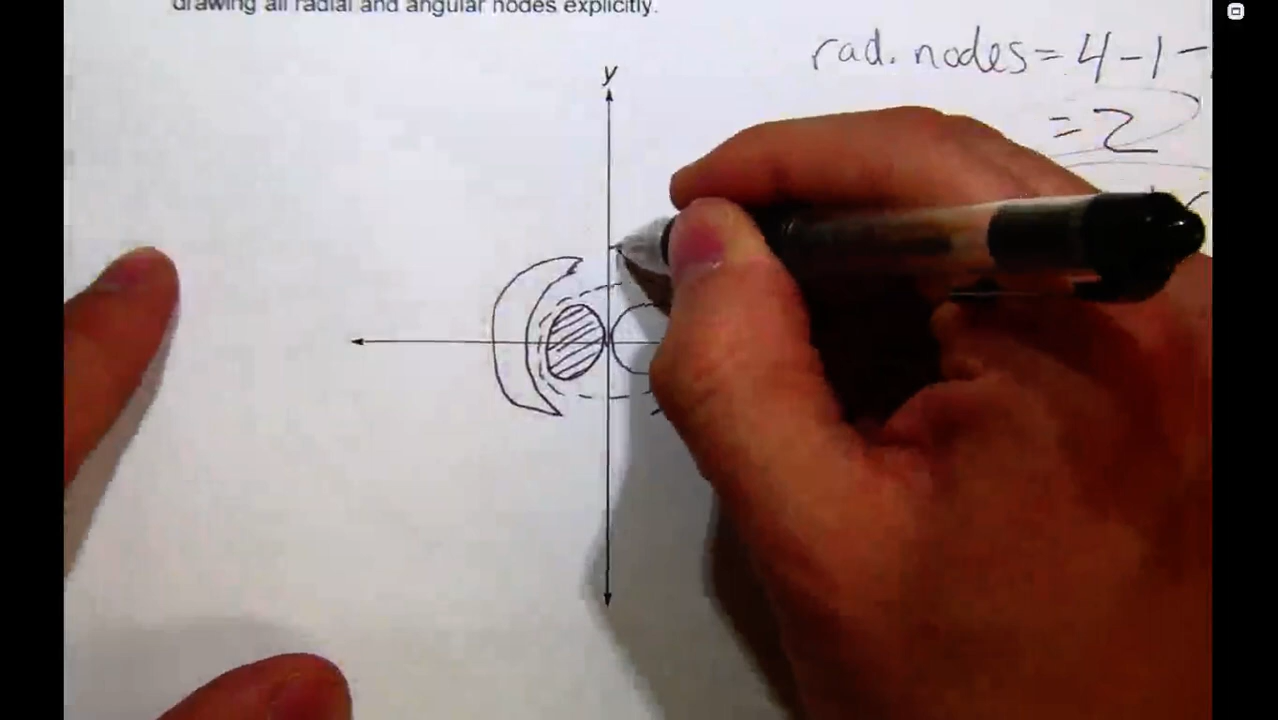 drawing all radial and angular nodes explicitly.
rad. nodes = 4 - 1 -
= 2
y